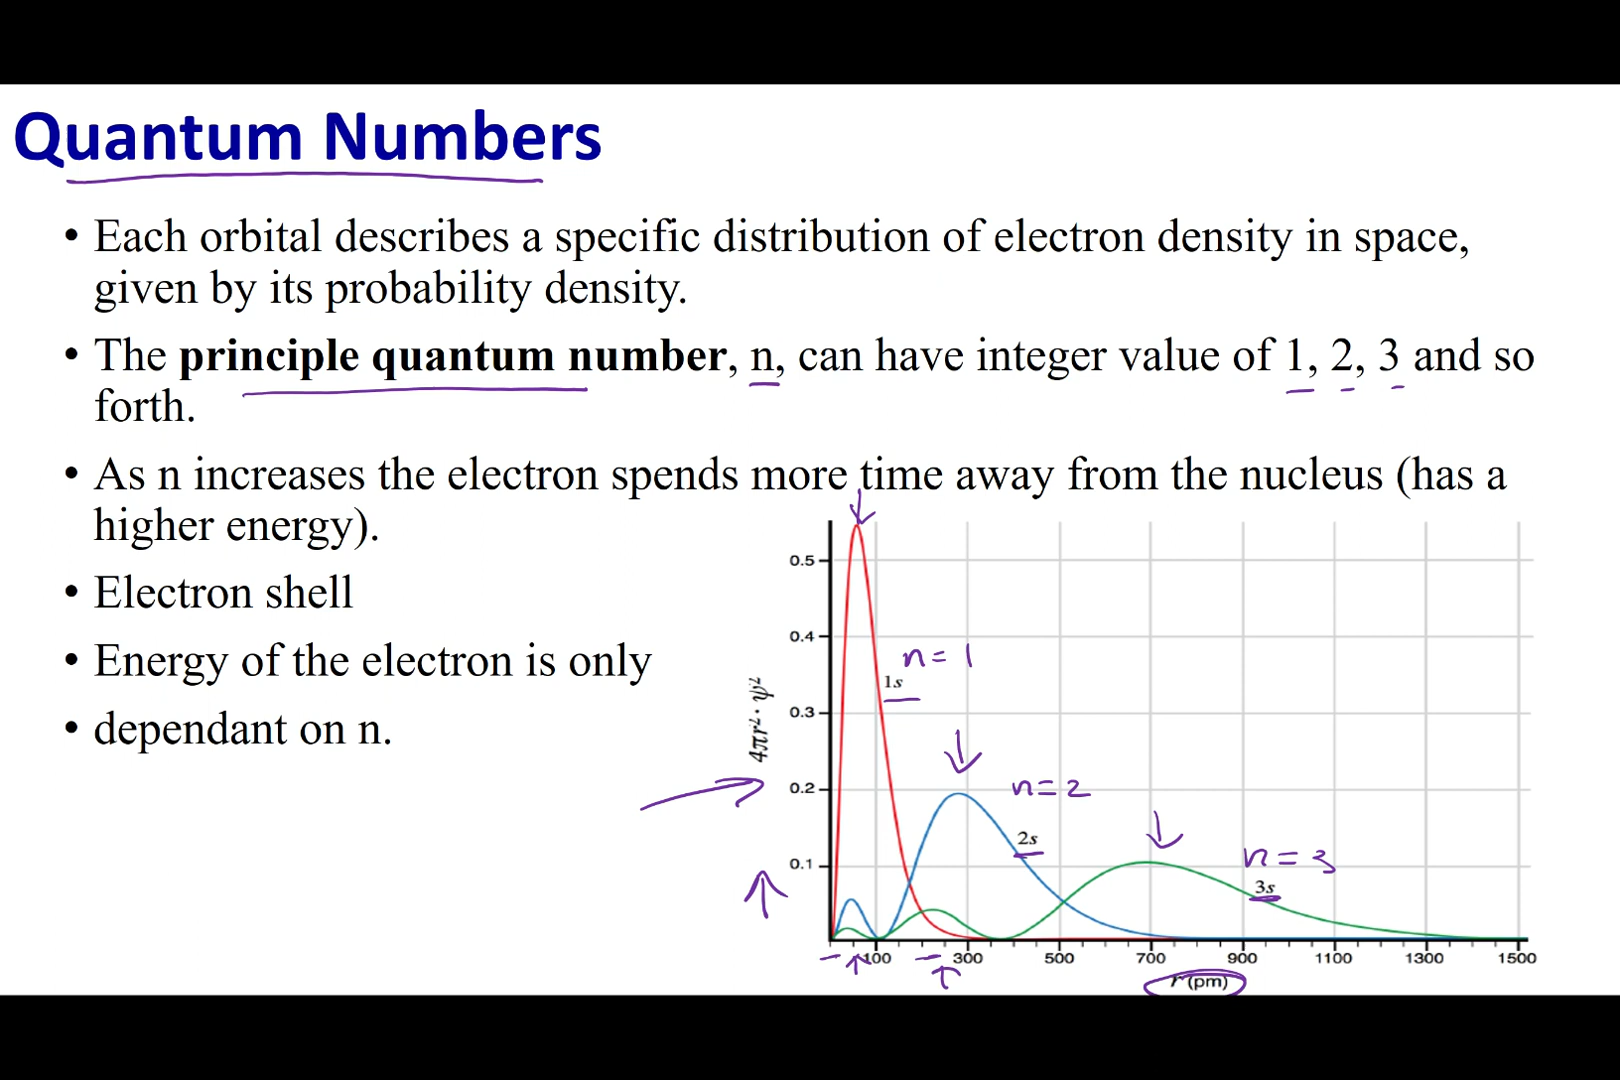 Quantum Numbers
• Each orbital describes a specific distribution of electron density in space,
given by its probability density.
• The principle quantum number, n, can have integer value of 1, 2, 3 and so
forth.
• As n increases the electron spends more time away from the nucleus (has a
higher energy).
• Electron shell
• Energy of the electron is only
• dependant on n.
4πr²·ψ²
0.5
0.4
0.3
0.2
0.1
n = 1
1s
n = 2
2s
n = 3
3s
100 300 500 700 900 1100 1300 1500
r (pm)